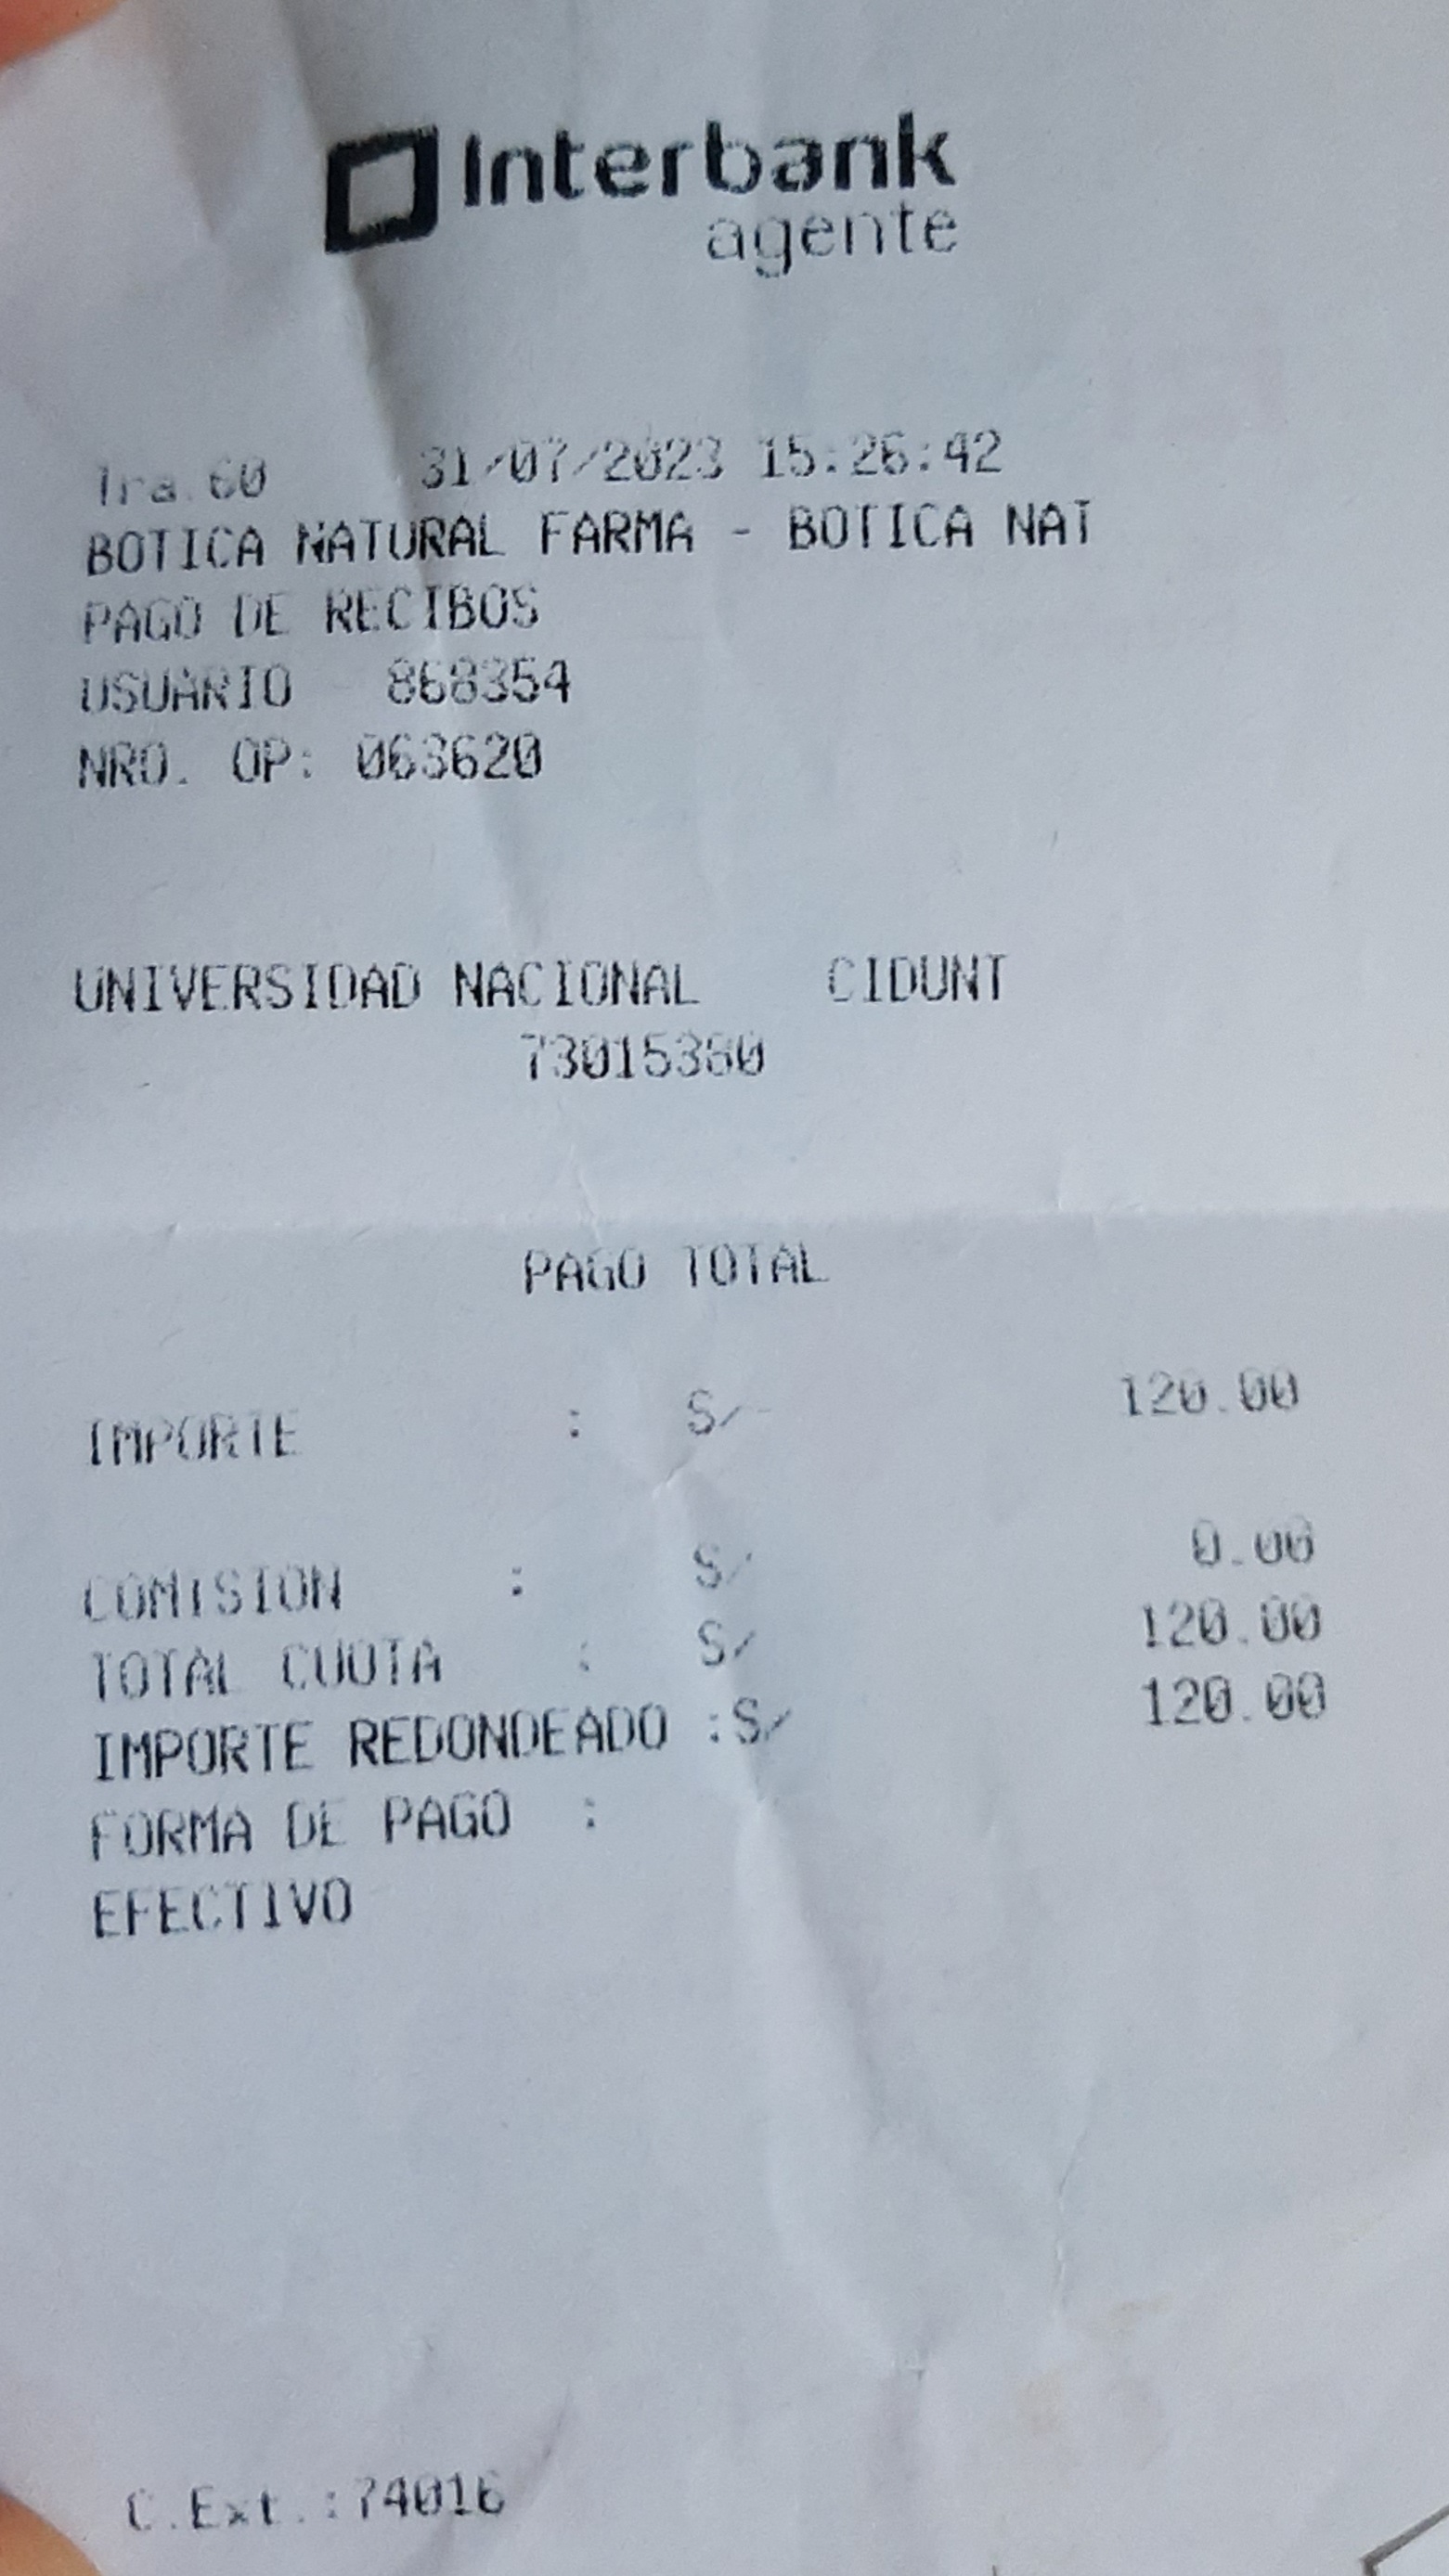 Interbank
agente
Tra.60 31/07/2023 15:26:42
BOTICA NATURAL FARMA - BOTICA NAT
PAGO DE RECIBOS
USUARIO 868354
NRO. OP: 063620
UNIVERSIDAD NACIONAL CIDUNT
PAGO TOTAL
IMPORTE : S/ 120.00
COMISION : S/ 0.00
TOTAL CUOTA : S/ 120.00
IMPORTE REDONDEADO :S/ 120.00
FORMA DE PAGO :
EFECTIVO
C.Ext.:74016